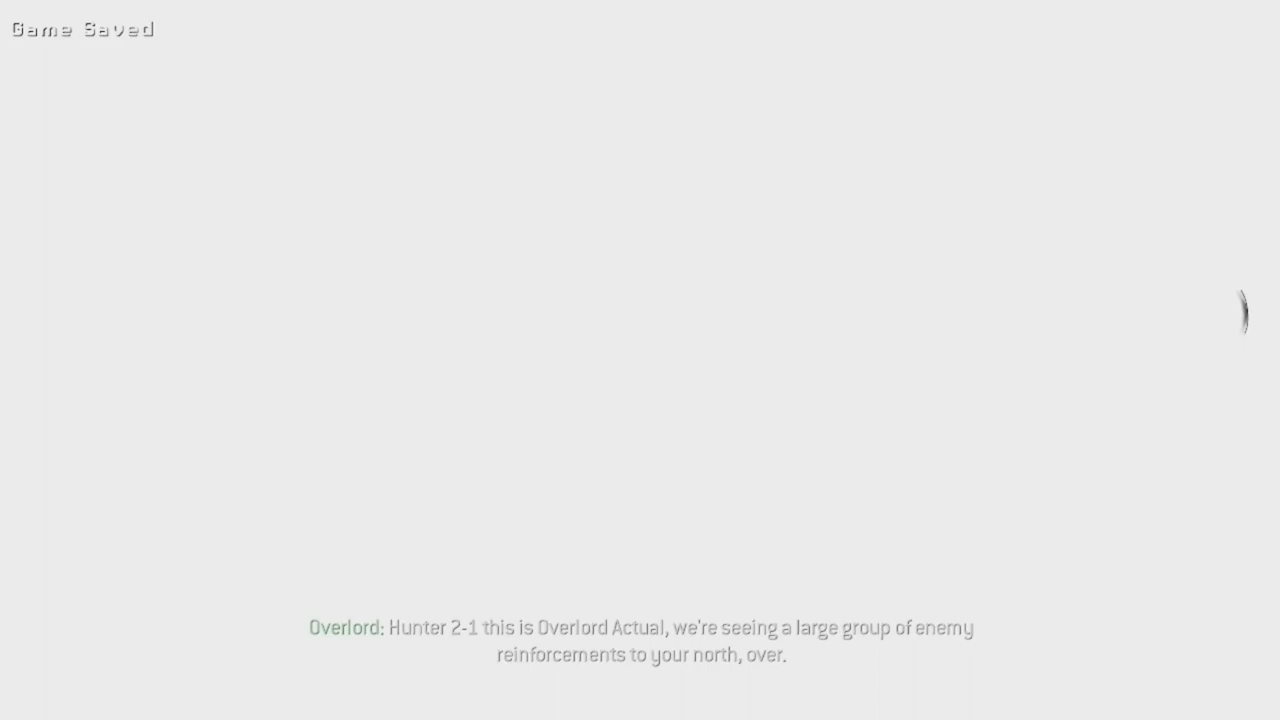 Game Saved
Overlord: Hunter 2-1 this is Overlord Actual, we're seeing a large group of enemy
reinforcements to your north, over.